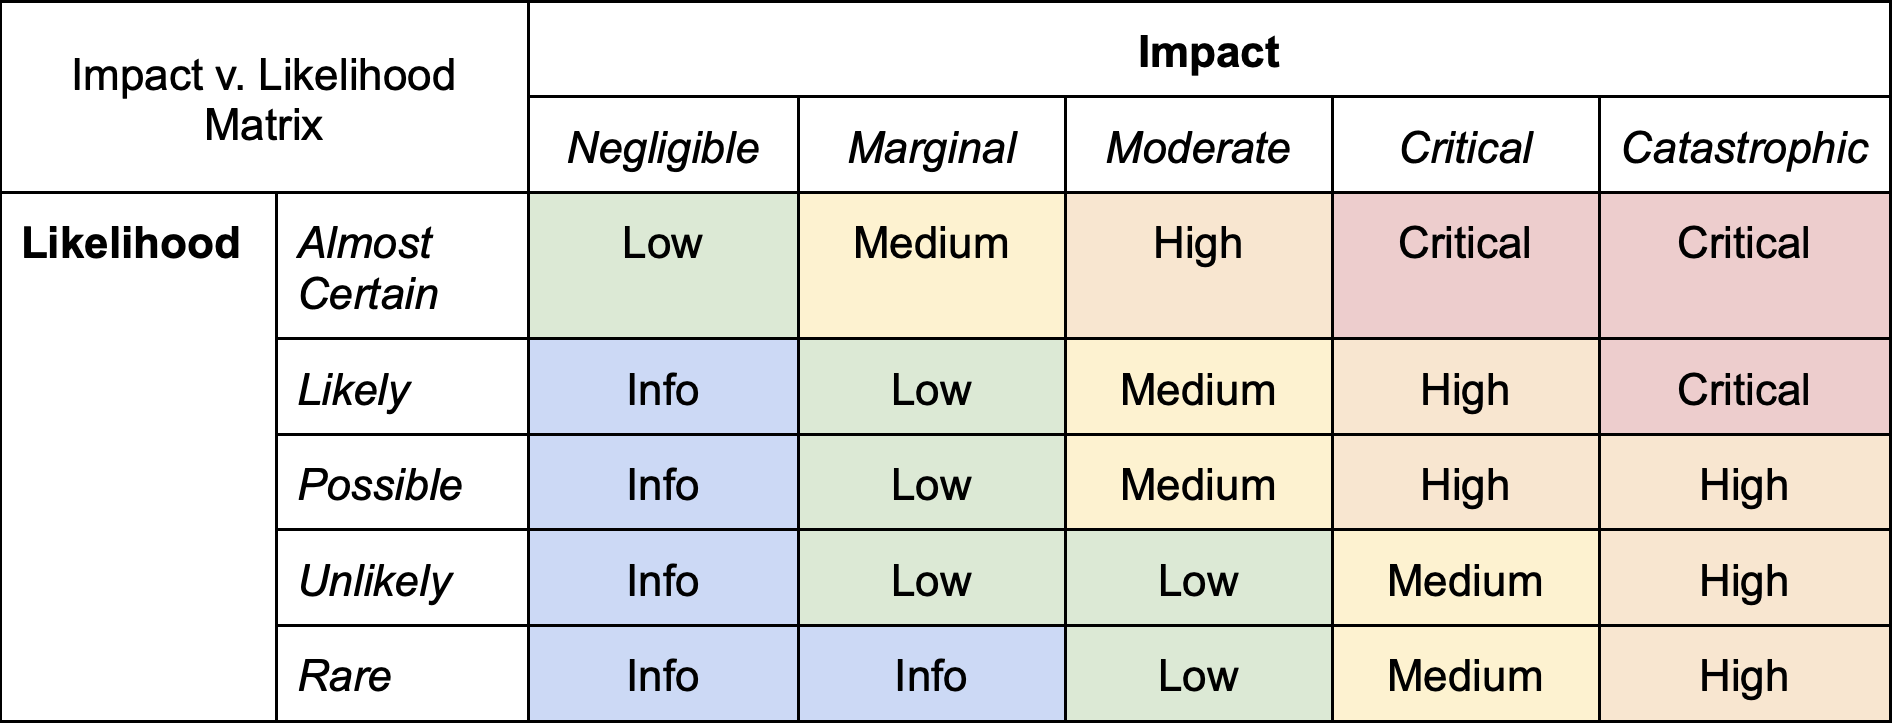 Impact v. Likelihood
Matrix
Impact
Negligible Marginal Moderate Critical Catastrophic
Likelihood Almost Certain Low Medium High Critical Critical
Likely Info Low Medium High Critical
Possible Info Low Medium High High
Unlikely Info Low Low Medium High
Rare Info Info Low Medium High